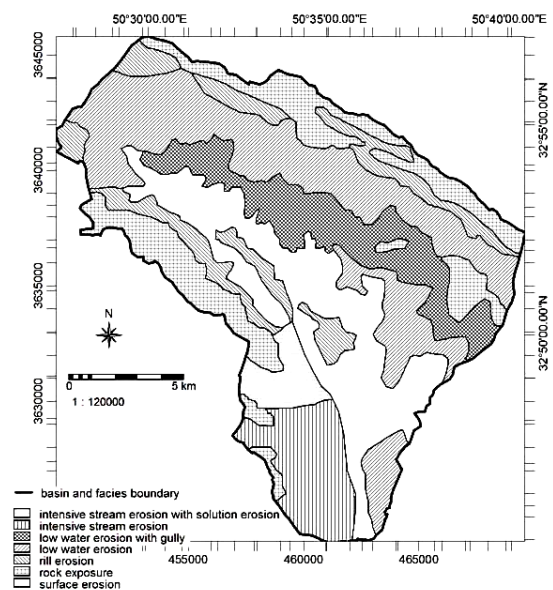 50°30'00.00"E 50°35'00.00"E 50°40'00.00"E
3645000
3640000
3635000
3630000
32°55'00.00"N
32°50'00.00"N
N
0 5 km
1 : 120000
basin and facies boundary
intensive stream erosion with solution erosion
intensive stream erosion
low water erosion with gully
low water erosion
rill erosion
rock exposure
surface erosion
455000 460000 465000